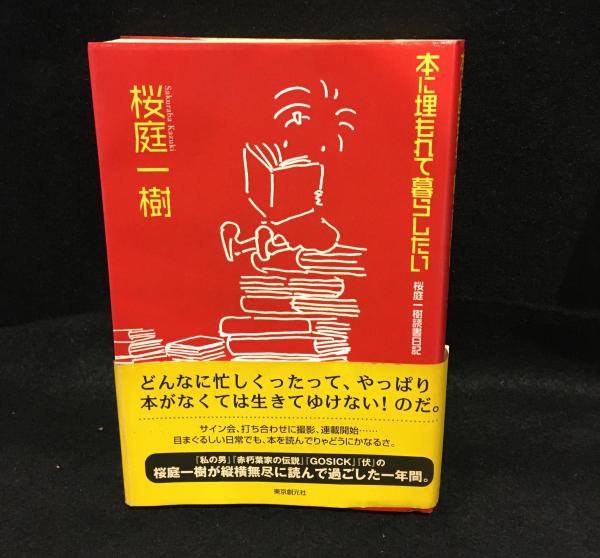 本に埋もれて暮らしたい
桜庭一樹読書日記
桜庭一樹
Sakuraba Kazuki
どんなに忙しくったって、やっぱり
本がなくては生きてゆけない！のだ。
サイン会、打ち合わせに撮影、連載開始……
目まぐるしい日常でも、本を読んでりゃどうにかなるさ。
『私の男』『赤朽葉家の伝説』『GOSICK』『伏』の
桜庭一樹が縦横無尽に読んで過ごした一年間。
東京創元社